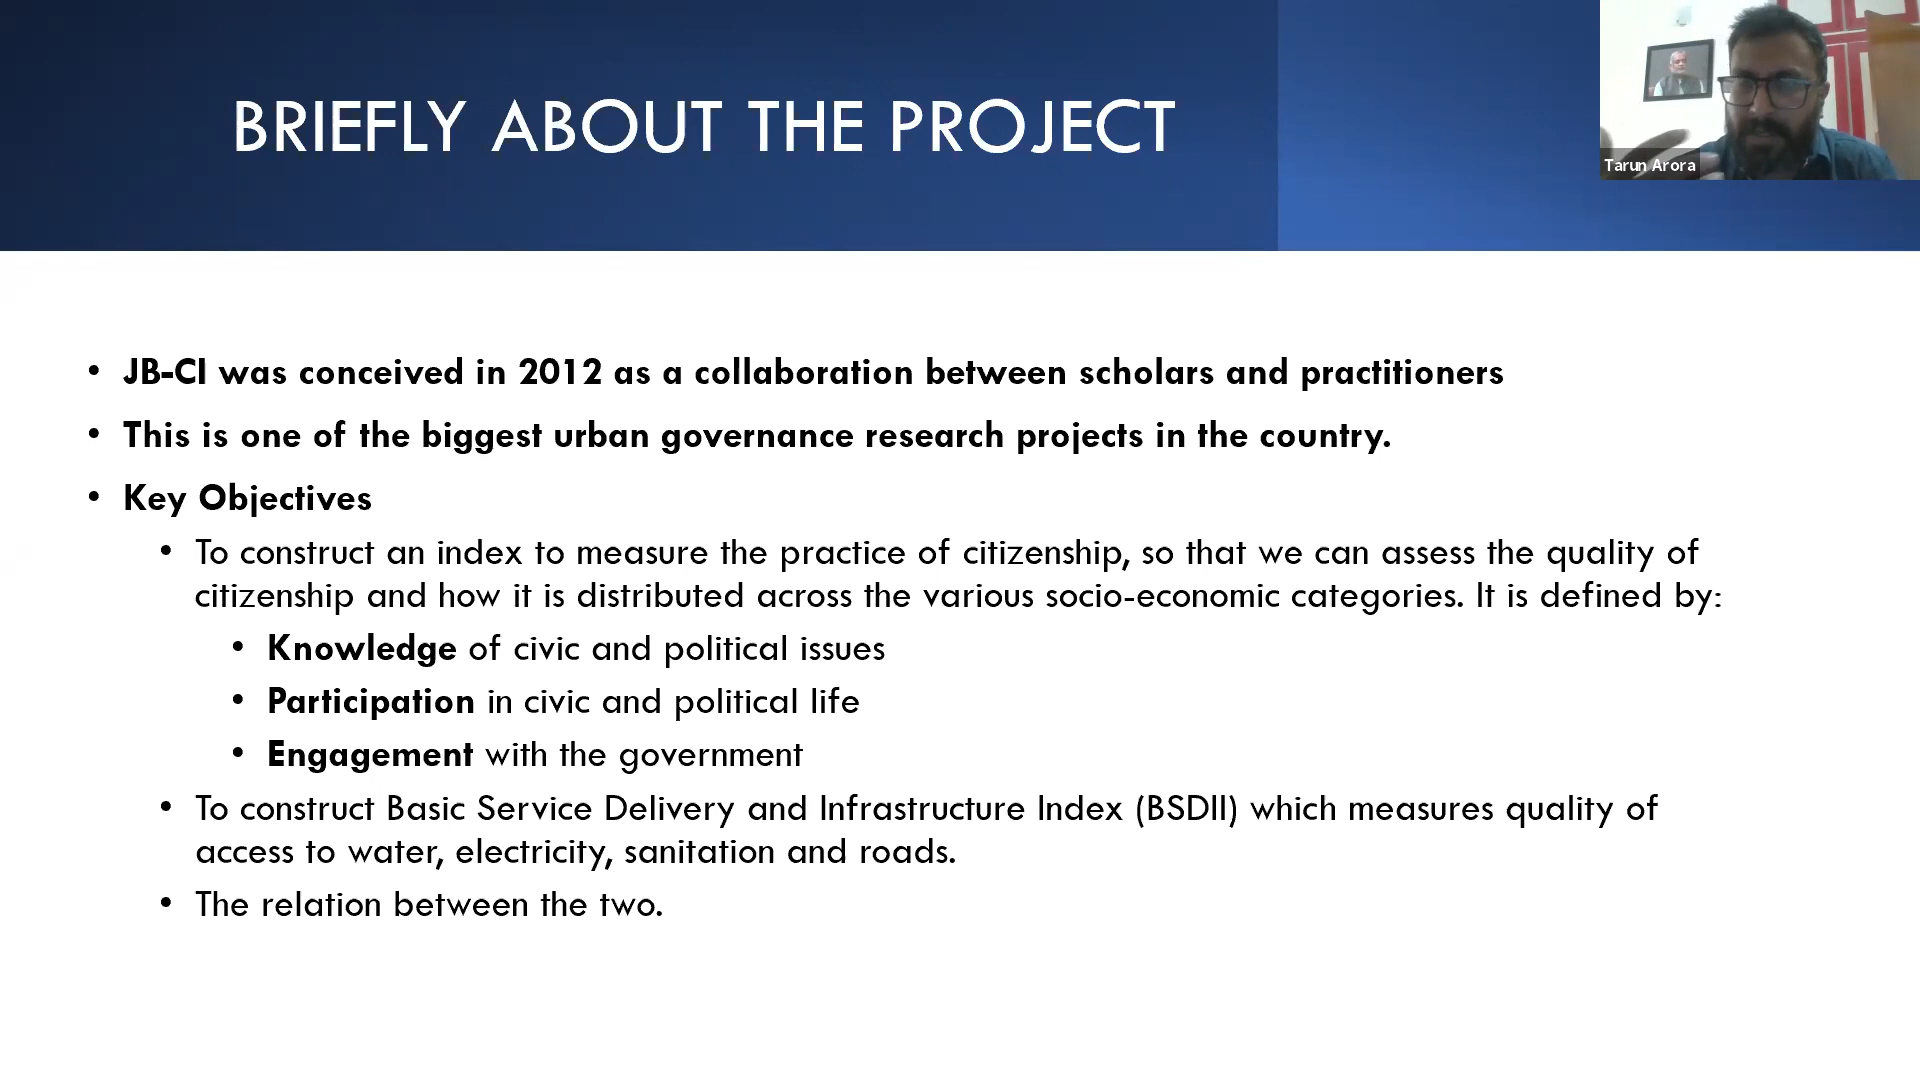 BRIEFLY ABOUT THE PROJECT
Tarun Arora
• JB-CI was conceived in 2012 as a collaboration between scholars and practitioners
• This is one of the biggest urban governance research projects in the country.
• Key Objectives
• To construct an index to measure the practice of citizenship, so that we can assess the quality of
citizenship and how it is distributed across the various socio-economic categories. It is defined by:
• Knowledge of civic and political issues
• Participation in civic and political life
• Engagement with the government
• To construct Basic Service Delivery and Infrastructure Index (BSDII) which measures quality of
access to water, electricity, sanitation and roads.
• The relation between the two.